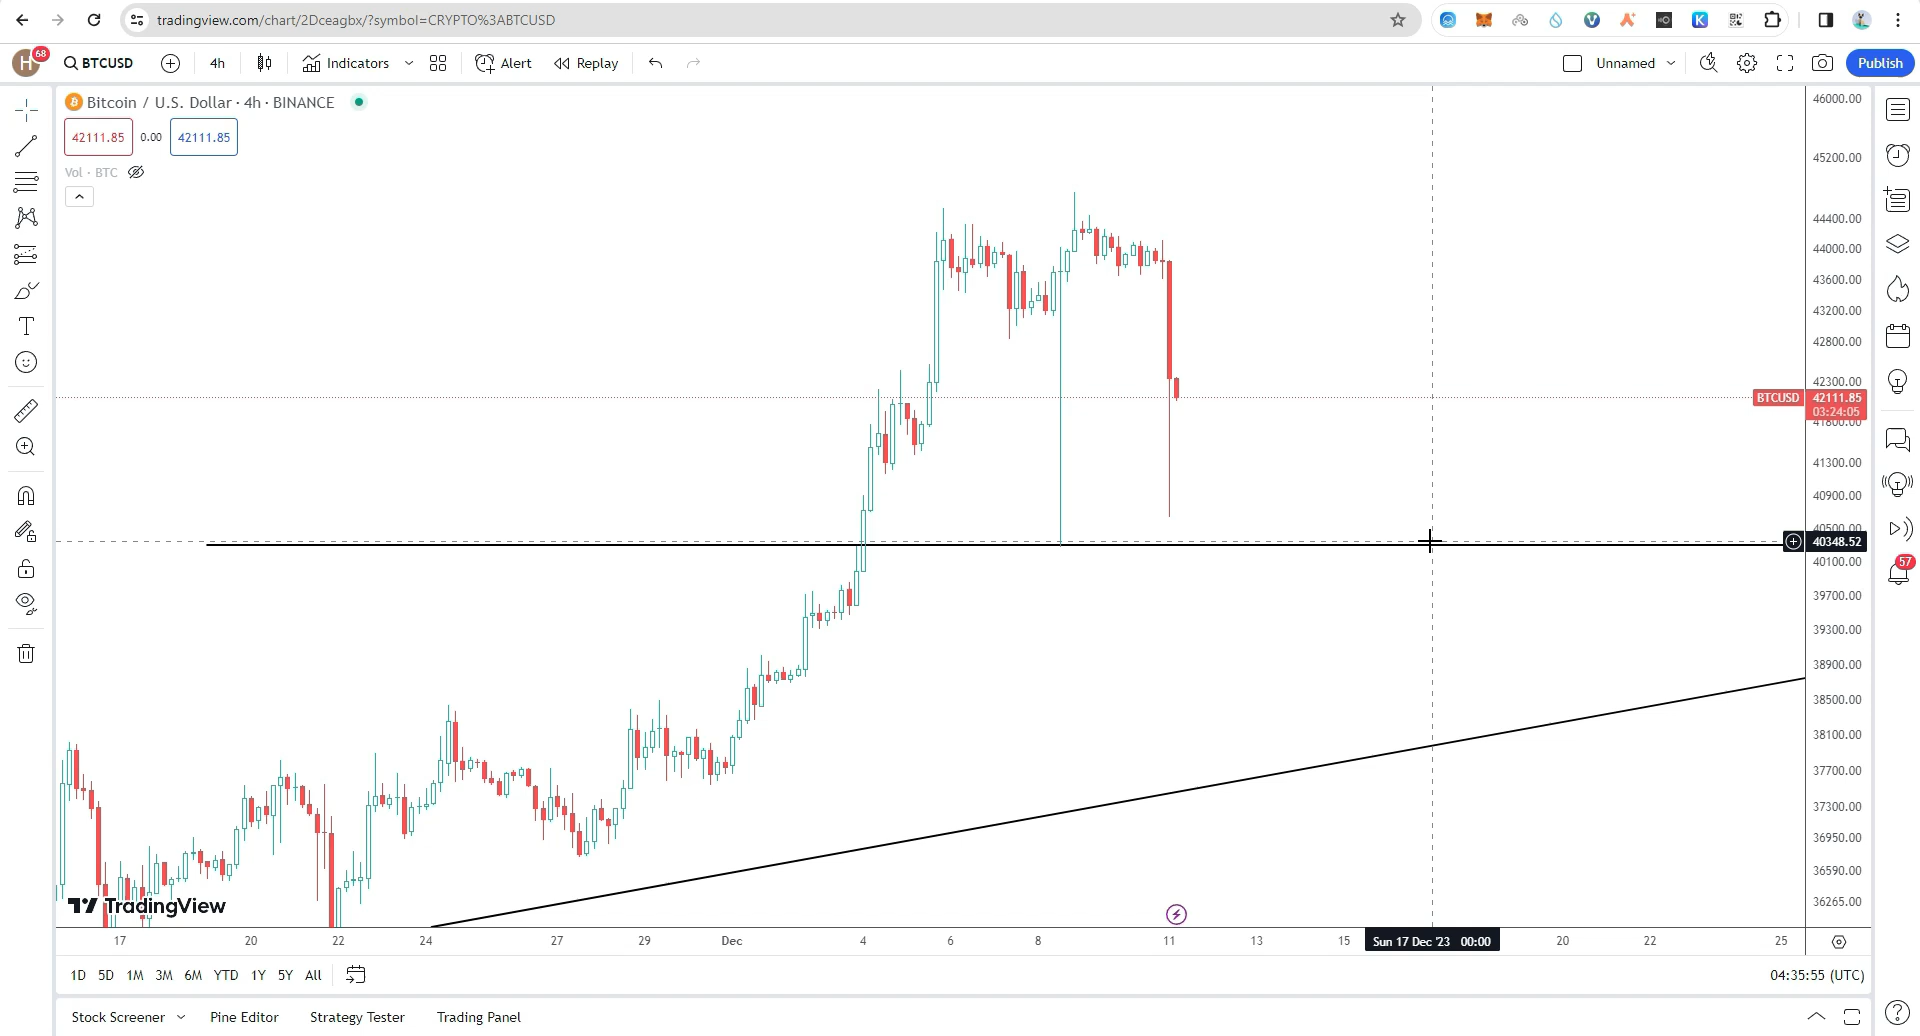 tradingview.com/chart/2Dceagbx/?symbol=CRYPTO%3ABTCUSD
H 68 BTCUSD 4h Indicators Alert Replay Unnamed Publish
Bitcoin / U.S. Dollar · 4h · BINANCE
42111.85 0.00 42111.85
Vol · BTC
46000.00
45200.00
44400.00
44000.00
43600.00
43200.00
42800.00
42300.00
BTCUSD 42111.85
03:24:05
41800.00
41300.00
40900.00
40500.00
40348.52
40100.00
39700.00
39300.00
38900.00
38500.00
38100.00
37700.00
37300.00
36950.00
36590.00
36265.00
57
TradingView
17 20 22 24 27 29 Dec 4 6 8 11 13 15 Sun 17 Dec '23 00:00 20 22 25
1D 5D 1M 3M 6M YTD 1Y 5Y All 04:35:55 (UTC)
Stock Screener Pine Editor Strategy Tester Trading Panel